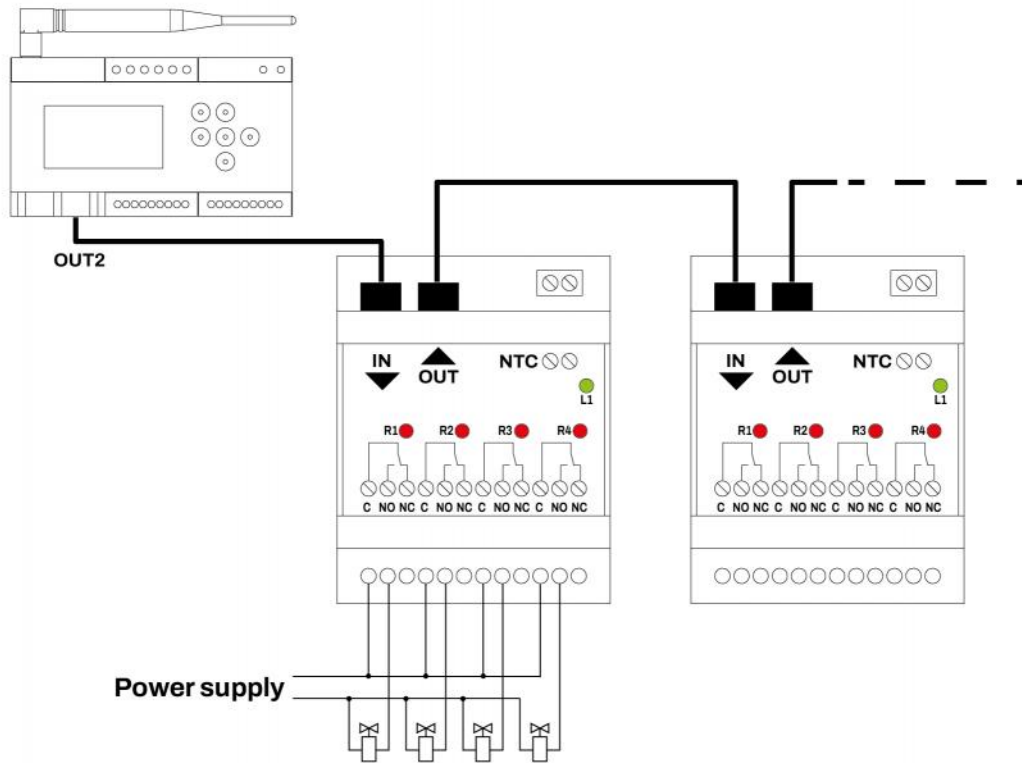 OUT2
IN OUT NTC
L1
R1 R2 R3 R4
C NO NC C NO NC C NO NC C NO NC
IN OUT NTC
L1
R1 R2 R3 R4
C NO NC C NO NC C NO NC C NO NC
Power supply